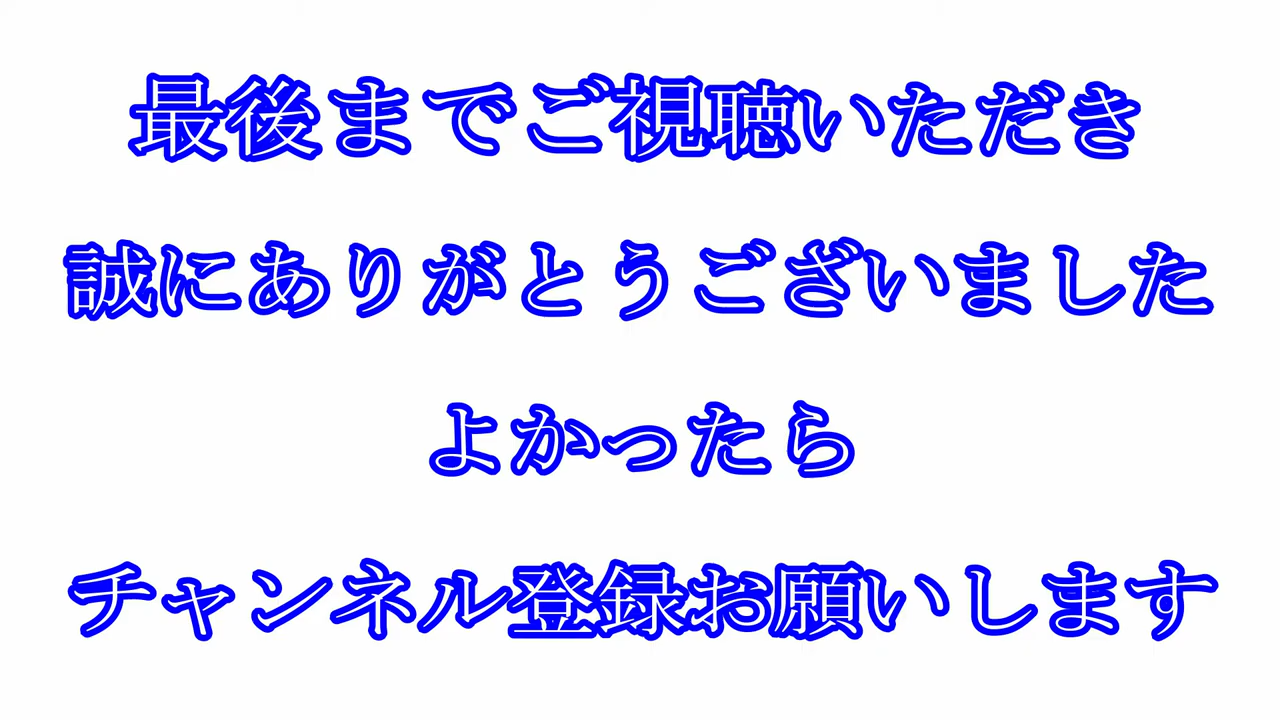 最後までご視聴いただき
誠にありがとうございました
よかったら
チャンネル登録お願いします